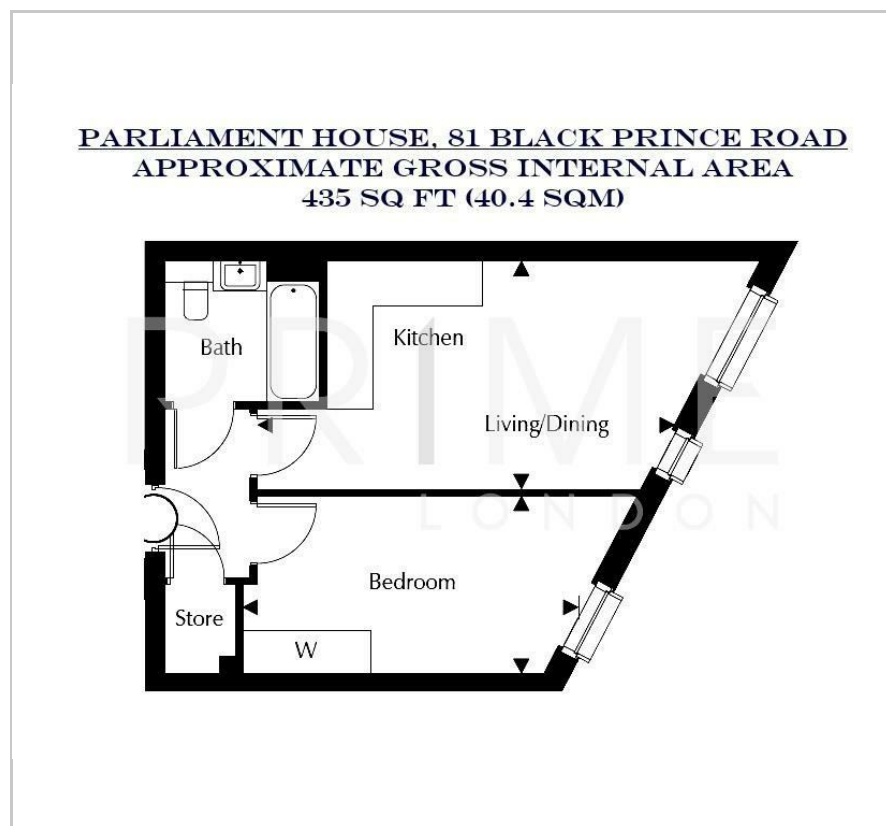 PARLIAMENT HOUSE, 81 BLACK PRINCE ROAD
APPROXIMATE GROSS INTERNAL AREA
435 SQ FT (40.4 SQM)
Bath
Kitchen
PR1ME
Living/Dining
LONDON
Bedroom
Store
W